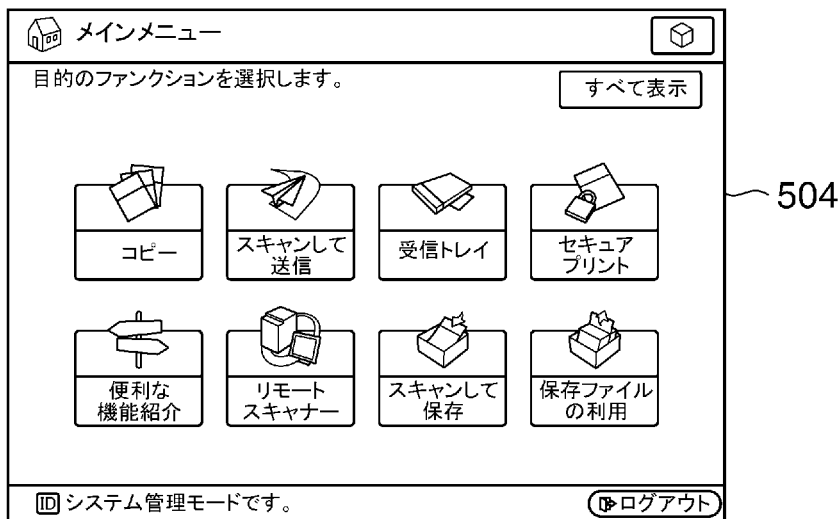 メインメニュー
目的のファンクションを選択します。
すべて表示
504
コピー
スキャンして
送信
受信トレイ
セキュア
プリント
便利な
機能紹介
リモート
スキャナー
スキャンして
保存
保存ファイル
の利用
ID システム管理モードです。
ログアウト